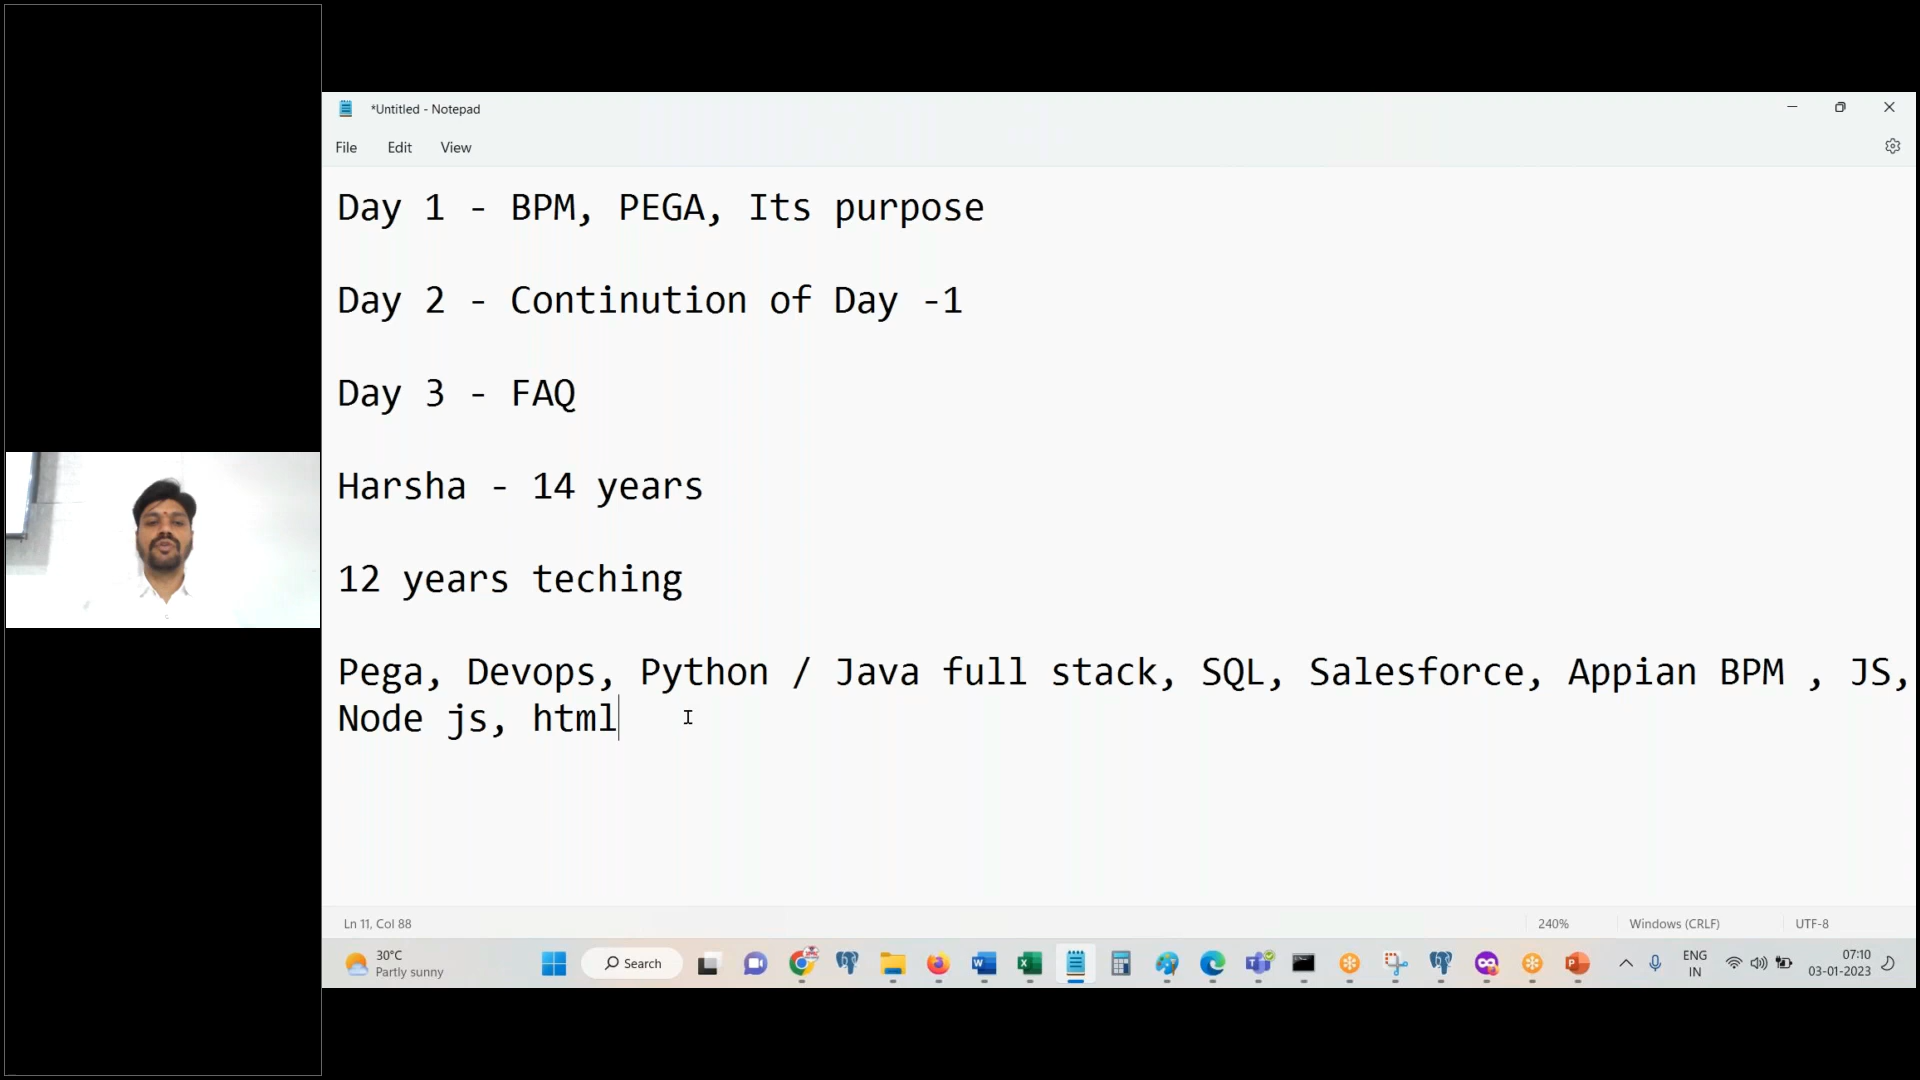 *Untitled - Notepad
File Edit View
Day 1 - BPM, PEGA, Its purpose
Day 2 - Continution of Day -1
Day 3 - FAQ
Harsha - 14 years
12 years teching
Pega, Devops, Python / Java full stack, SQL, Salesforce, Appian BPM , JS,
Node js, html
Ln 11, Col 88 240% Windows (CRLF) UTF-8
30°C
Partly sunny
Search
ENG
IN
07:10
03-01-2023